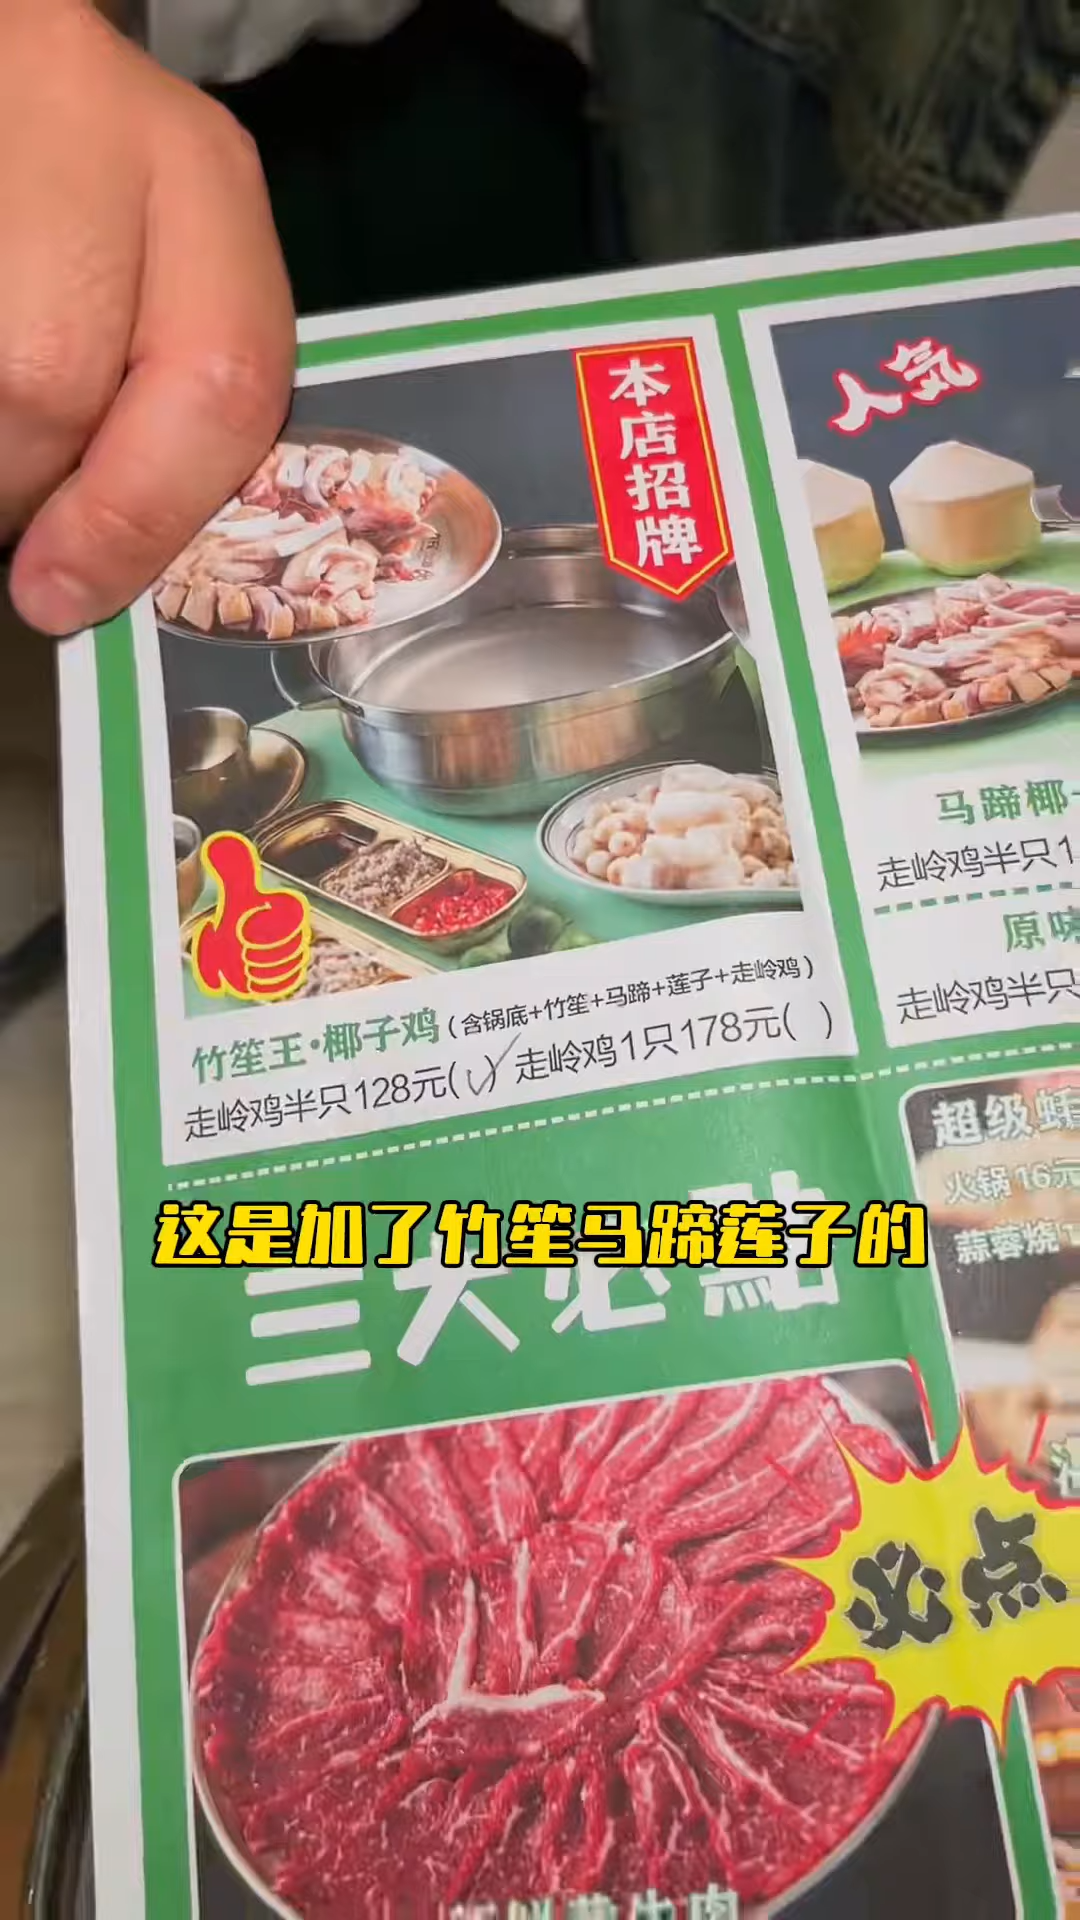 本店招牌
人气
竹笙王·椰子鸡(含锅底+竹笙+马蹄+莲子+走岭鸡)
走岭鸡半只128元( ) 走岭鸡1只178元( )
马蹄椰
走岭鸡半只1
原味
走岭鸡半只
超级蚝
火锅16元
蒜蓉烧
这是加了竹笙马蹄莲子的
三大必點
必点